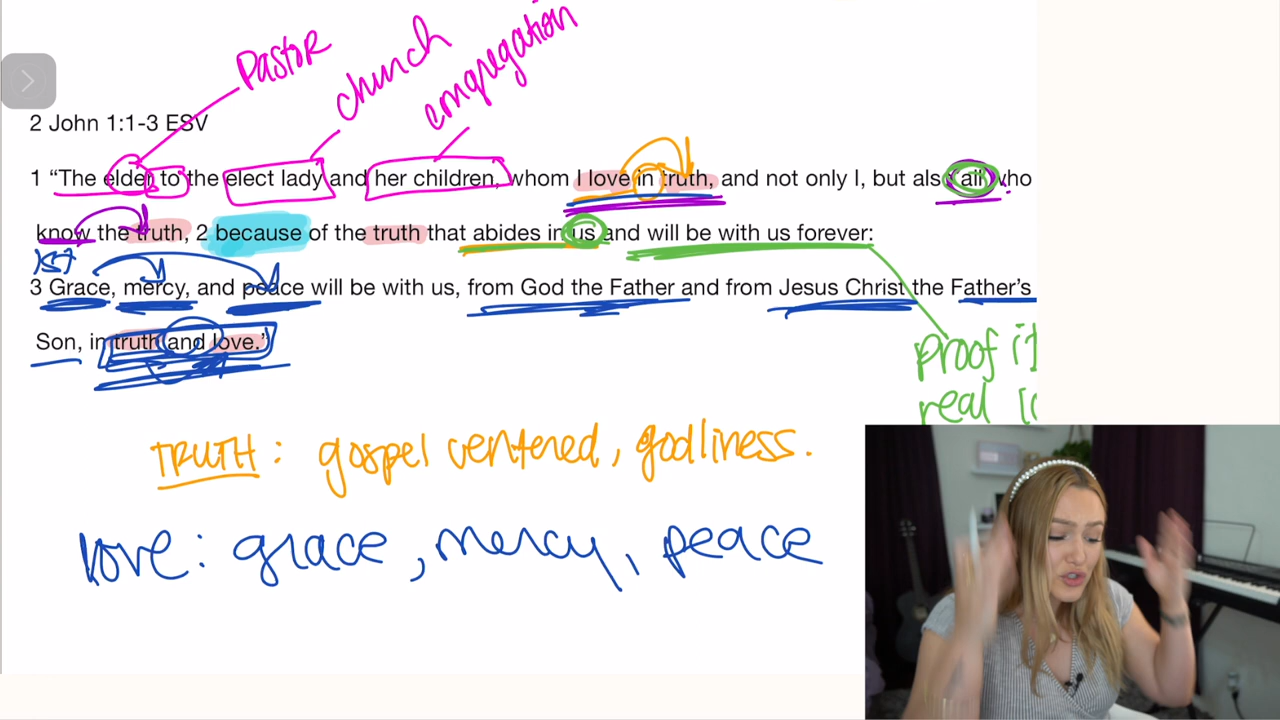 Pastor
church
congregation
2 John 1:1-3 ESV
1 “The elder to the elect lady and her children, whom I love in truth, and not only I, but als all who
know the truth, 2 because of the truth that abides in us and will be with us forever:
1st
3 Grace, mercy, and peace will be with us, from God the Father and from Jesus Christ the Father's
Son, in truth and love.”
proof it
real
TRUTH: gospel centered, godliness.
love: grace, mercy, peace